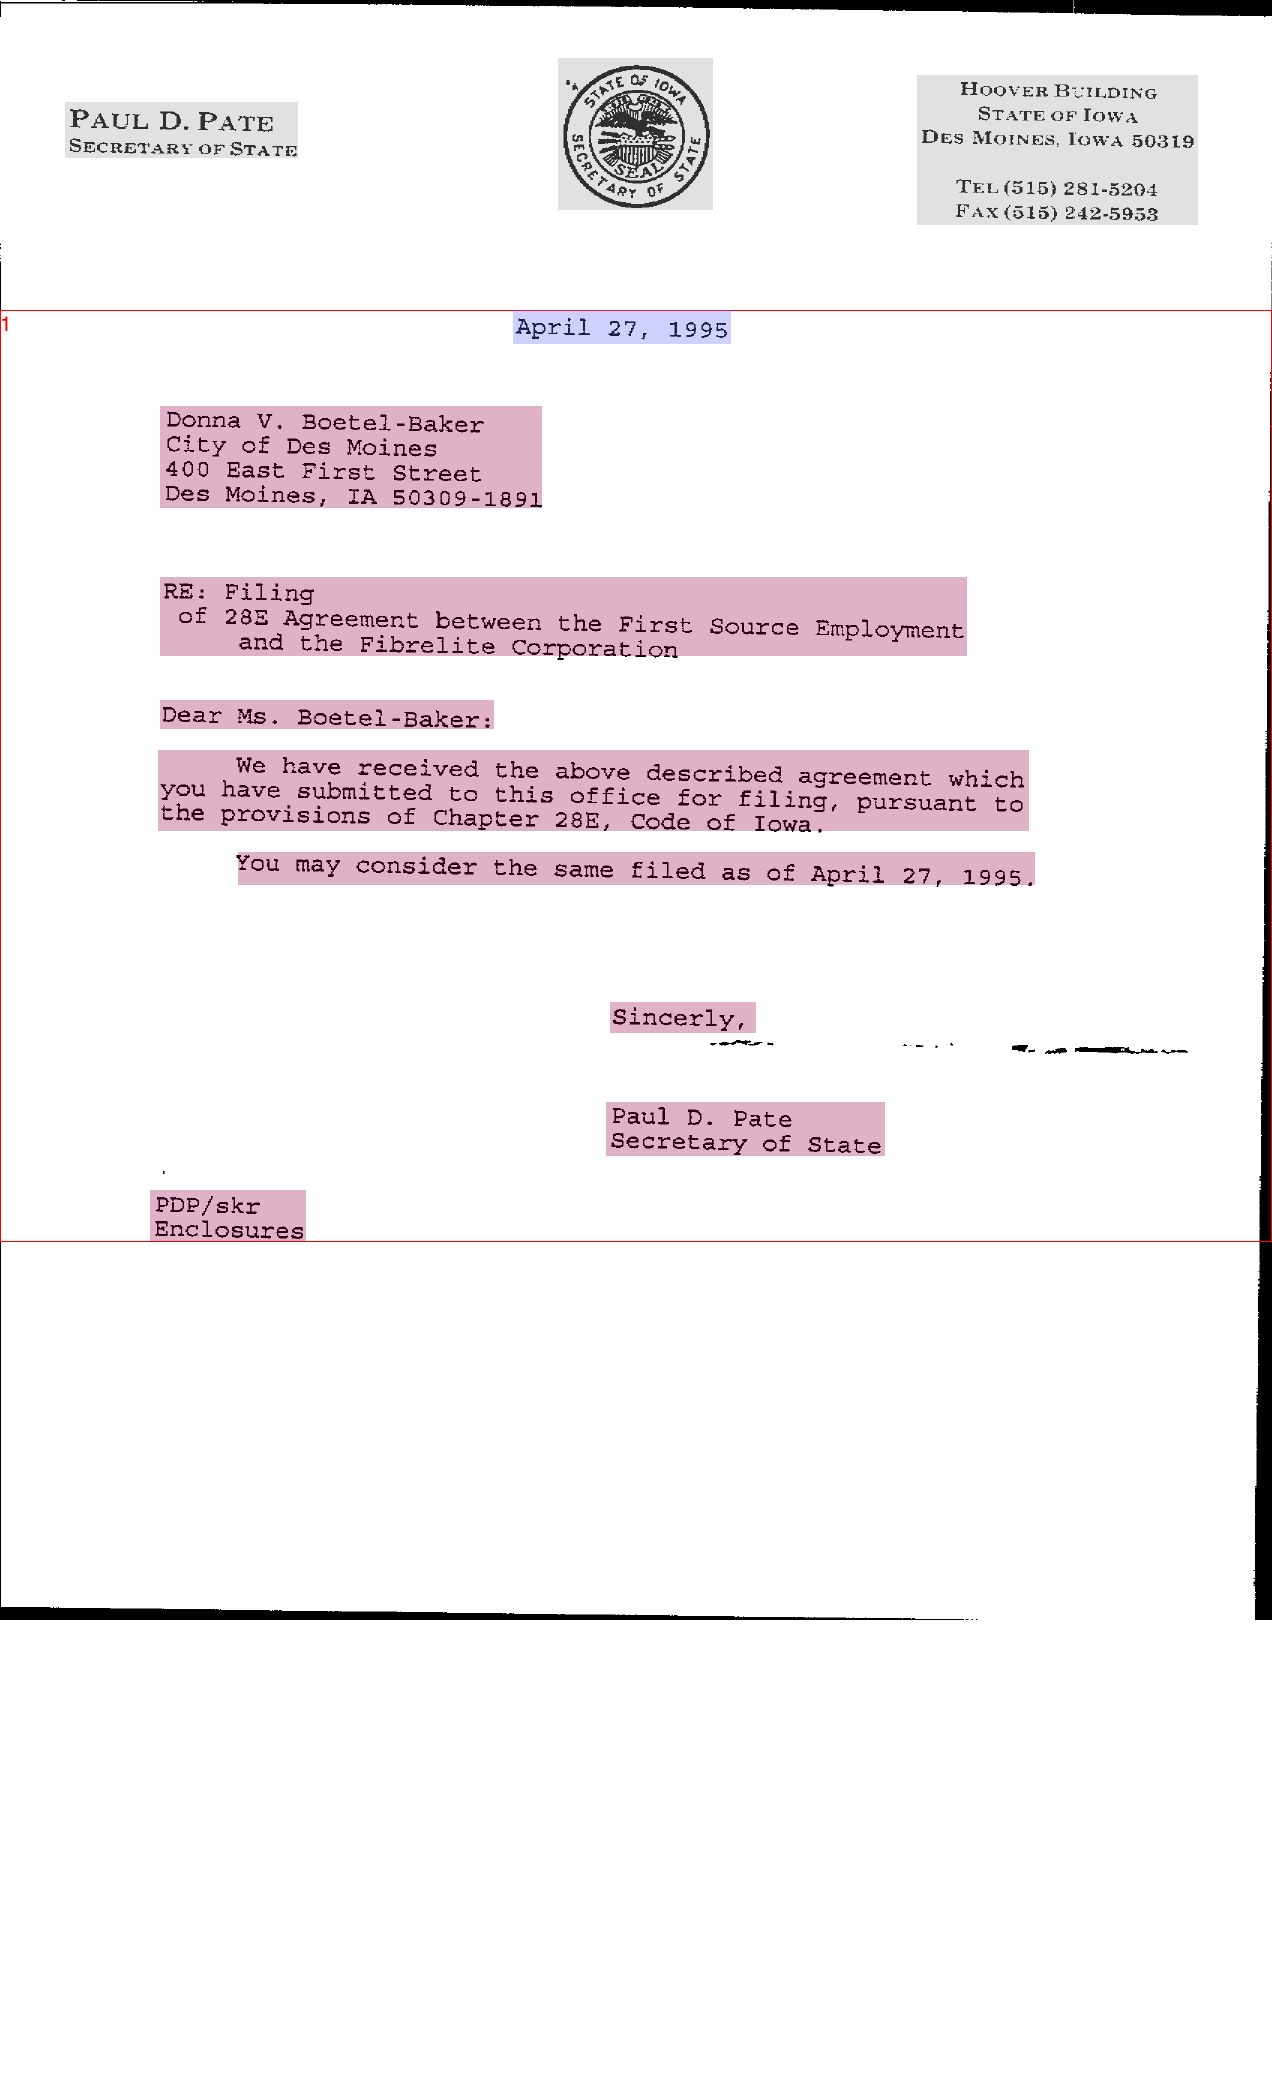 PAUL D. PATE
SECRETARY OF STATE
STATE OF IOWA
SECRETARY OF STATE
SEAL
HOOVER BUILDING
STATE OF IOWA
DES MOINES, IOWA 50319
TEL (515) 281-5204
FAX (515) 242-5953
1
April 27, 1995
Donna V. Boetel-Baker
City of Des Moines
400 East First Street
Des Moines, IA 50309-1891
RE: Filing
of 28E Agreement between the First Source Employment
and the Fibrelite Corporation
Dear Ms. Boetel-Baker:
We have received the above described agreement which
you have submitted to this office for filing, pursuant to
the provisions of Chapter 28E, Code of Iowa.
You may consider the same filed as of April 27, 1995.
Sincerly,
Paul D. Pate
Secretary of State
PDP/skr
Enclosures